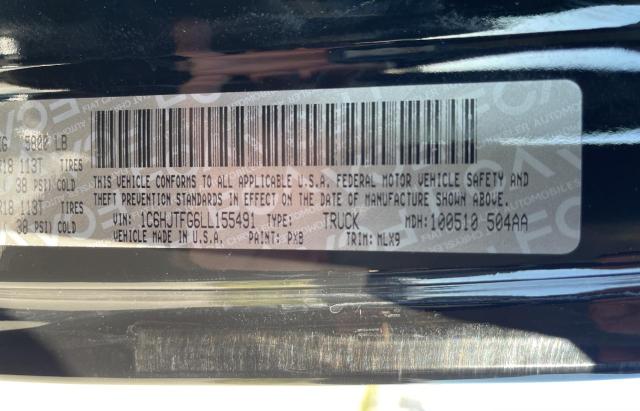 G 5800 LB
R18 113T TIRES
38 PSI/ COLD
R18 113T TIRES
38 PSI/ COLD
THIS VEHICLE CONFORMS TO ALL APPLICABLE U.S.A. FEDERAL MOTOR VEHICLE SAFETY AND
THEFT PREVENTION STANDARDS IN EFFECT ON THE DATE OF MANUFACTURE SHOWN ABOVE.
VIN: 1C6HJTFG6LL155491 TYPE: TRUCK MDH: 100510 504AA
VEHICLE MADE IN U.S.A. PAINT: PX8 TRIM: MLX9